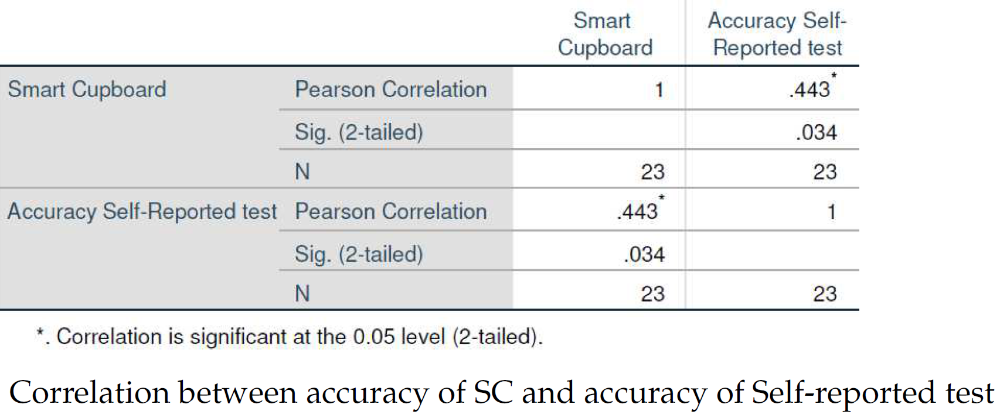 Smart Cupboard
Accuracy Self-Reported test
Smart Cupboard Pearson Correlation 1 .443*
Sig. (2-tailed) .034
N 23 23
Accuracy Self-Reported test Pearson Correlation .443* 1
Sig. (2-tailed) .034
N 23 23
*. Correlation is significant at the 0.05 level (2-tailed).
Correlation between accuracy of SC and accuracy of Self-reported test